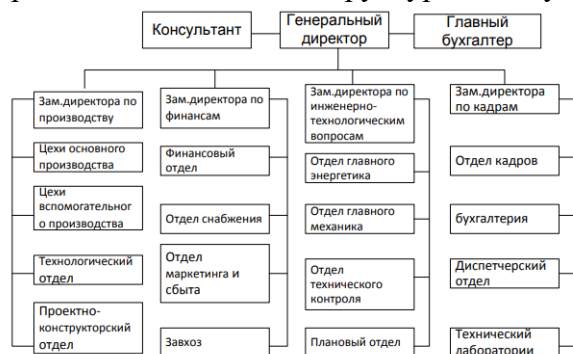 Консультант
Генеральный
директор
Главный
бухгалтер
Зам.директора по
производству
Зам.директора по
финансам
Зам.директора по
инженерно-
технологическим
вопросам
Зам.директора
по кадрам
Цехи основного
производства
Финансовый
отдел
Отдел главного
энергетика
Отдел кадров
Цехи
вспомогательног
о производства
Отдел снабжения
Отдел главного
механика
бухгалтерия
Технологический
отдел
Отдел
маркетинга и
сбыта
Отдел
технического
контроля
Диспетчерский
отдел
Проектно-
конструкторский
отдел
Завхоз
Плановый отдел
Технический
лаборатории